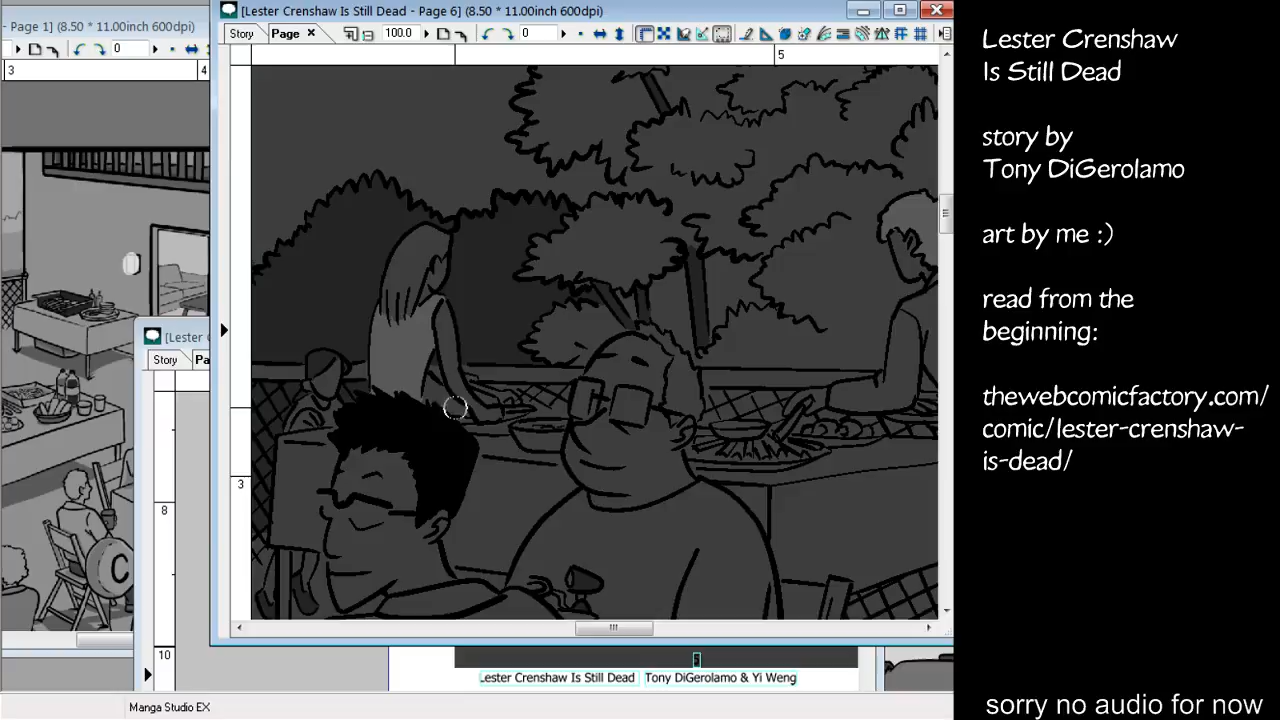 - Page 1] (8.50 * 11.00inch 600dpi)
[Lester Crenshaw Is Still Dead - Page 6] (8.50 * 11.00inch 600dpi)
Story Page 100.0 0
0
3 4
5
[Lester
Story
3
8
10
C
5
Lester Crenshaw Is Still Dead Tony DiGerolamo & Yi Weng
Manga Studio EX
Lester Crenshaw
Is Still Dead
story by
Tony DiGerolamo
art by me :)
read from the
beginning:
thewebcomicfactory.com/
comic/lester-crenshaw-
is-dead/
sorry no audio for now